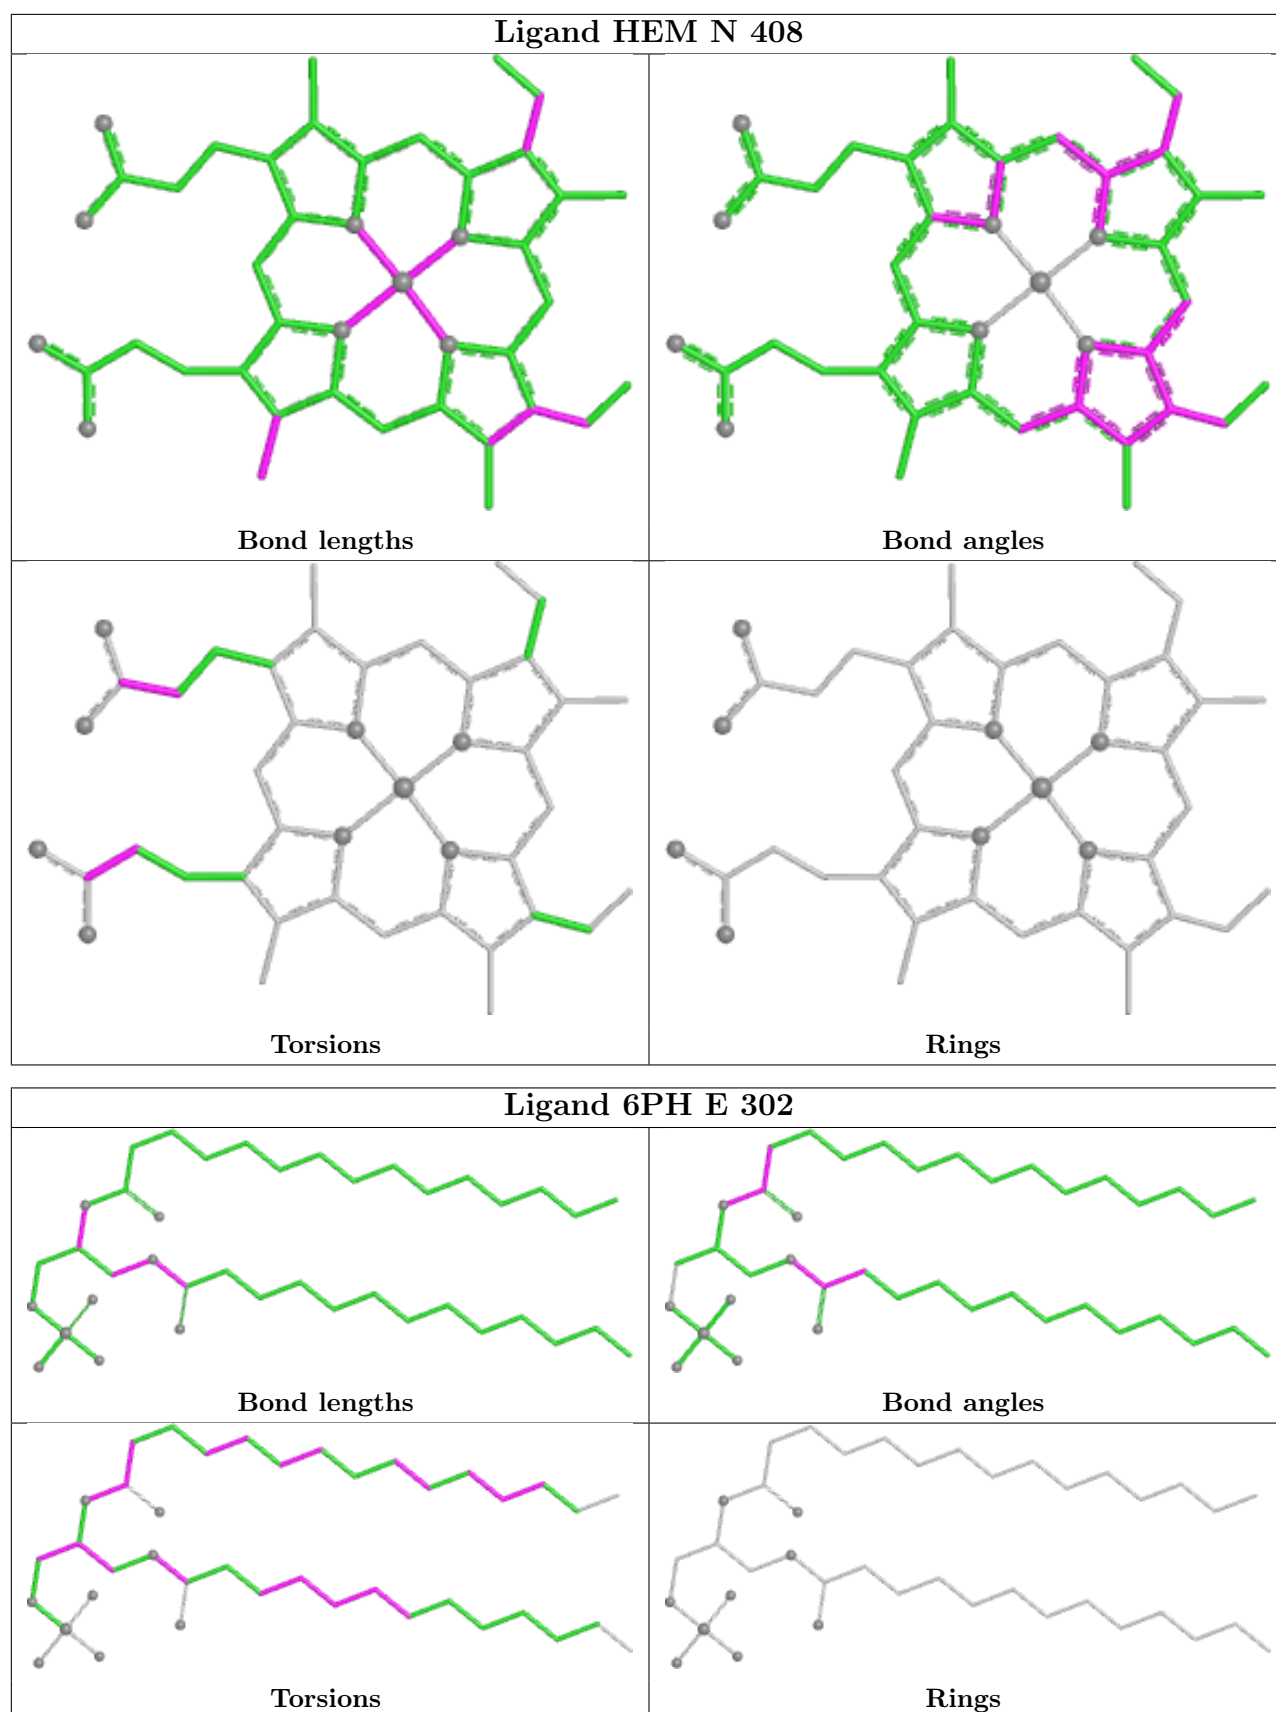 Ligand HEM N 408
Bond lengths
Bond angles
Torsions
Rings
Ligand 6PH E 302
Bond lengths
Bond angles
Torsions
Rings